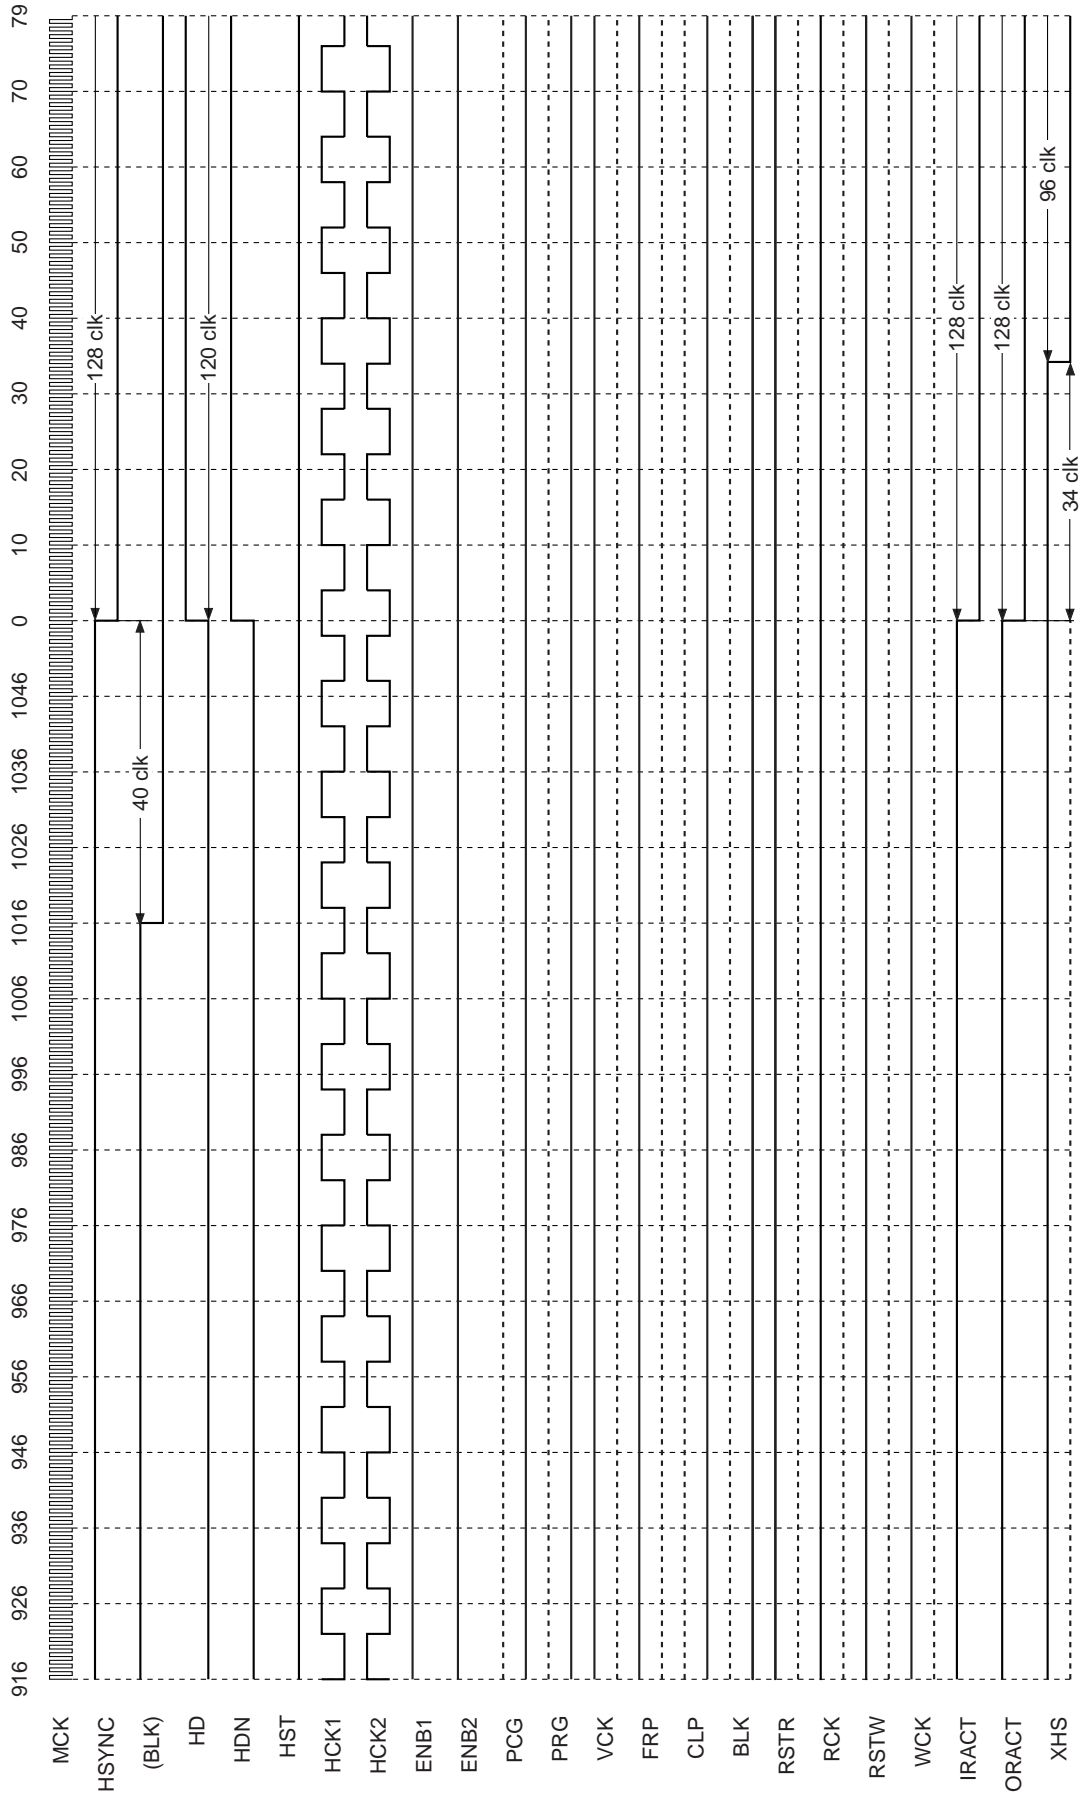 916 926 936 946 956 966 976 986 996 1006 1016 1026 1036 1046 0 10 20 30 40 50 60 70 79
MCK
HSYNC 128 clk
(BLK) 40 clk
HD 120 clk
HDN
HST
HCK1
HCK2
ENB1
ENB2
PCG
PRG
VCK
FRP
CLP
BLK
RSTR
RCK
RSTW
WCK
IRACT 128 clk
ORACT 128 clk
XHS 34 clk 96 clk